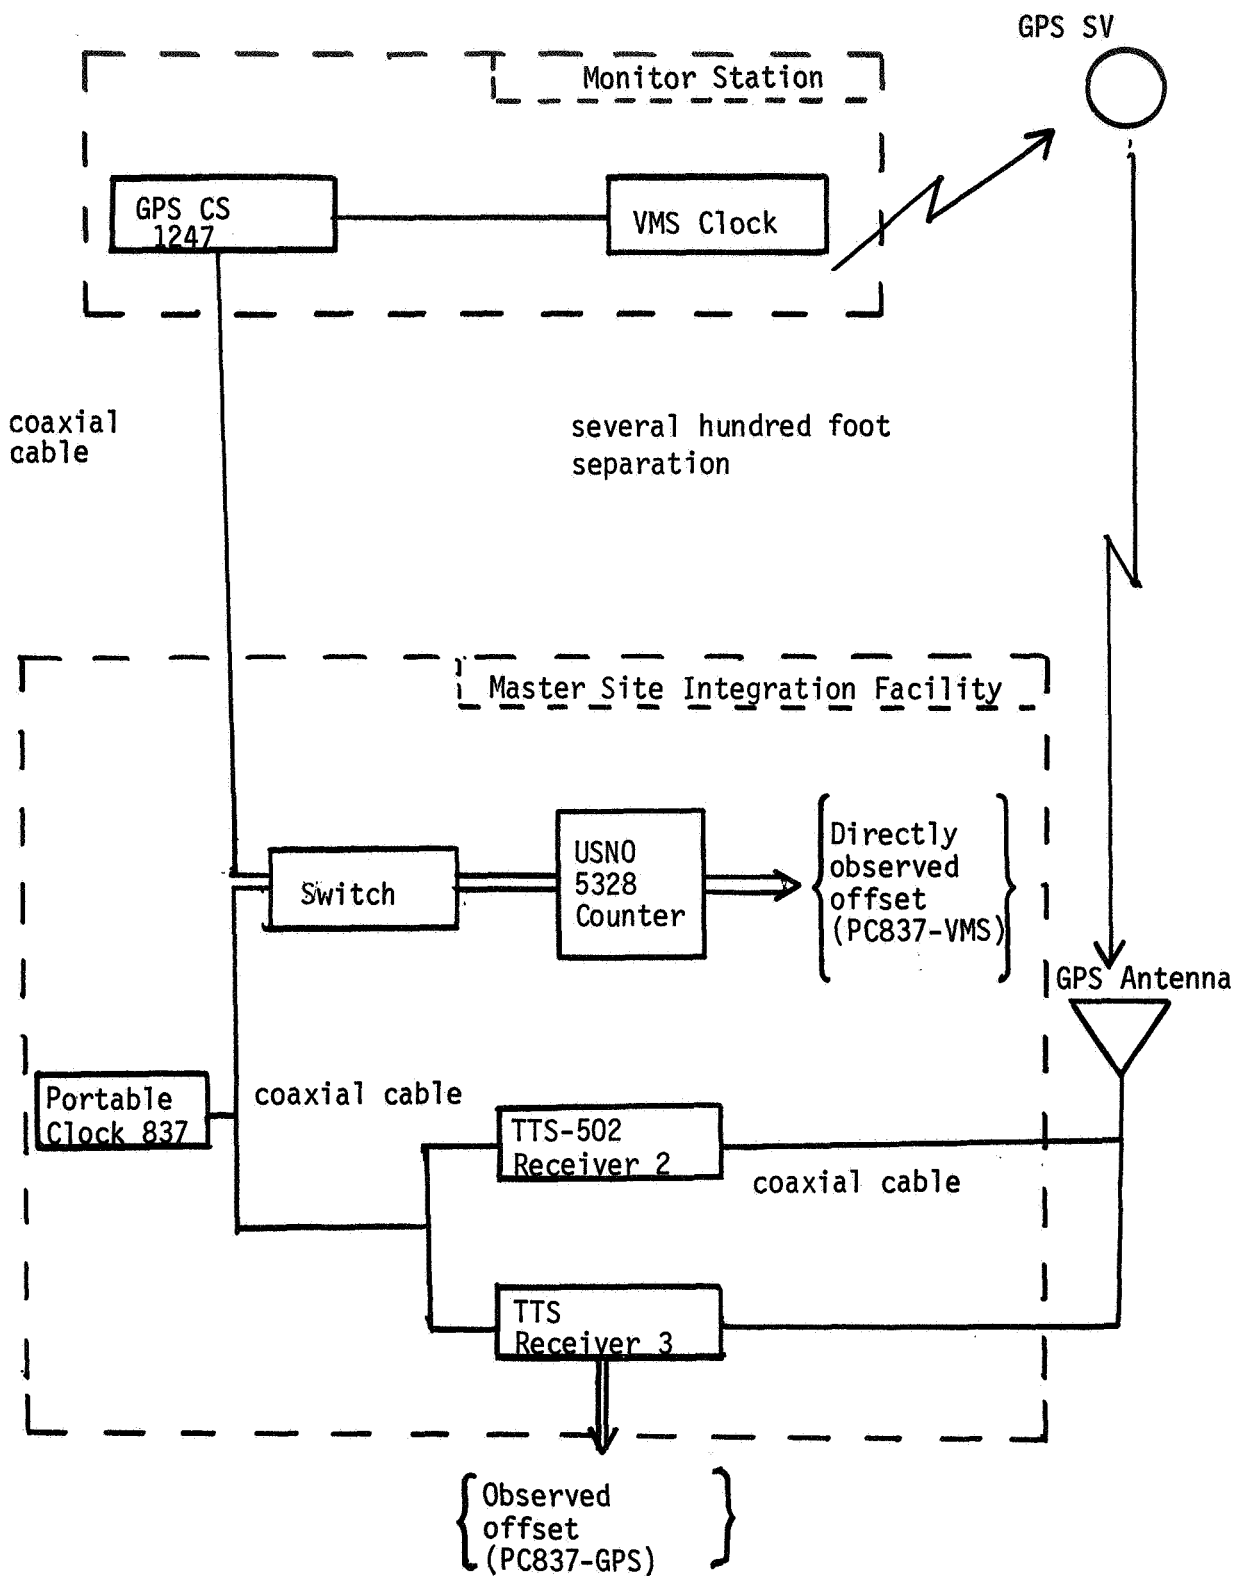 GPS SV
Monitor Station
GPS CS
1247
VMS Clock
coaxial
cable
several hundred foot
separation
Master Site Integration Facility
Switch
USNO
5328
Counter
Directly
observed
offset
(PC837-VMS)
GPS Antenna
Portable
Clock 837
coaxial cable
TTS-502
Receiver 2
coaxial cable
TTS
Receiver 3
Observed
offset
(PC837-GPS)